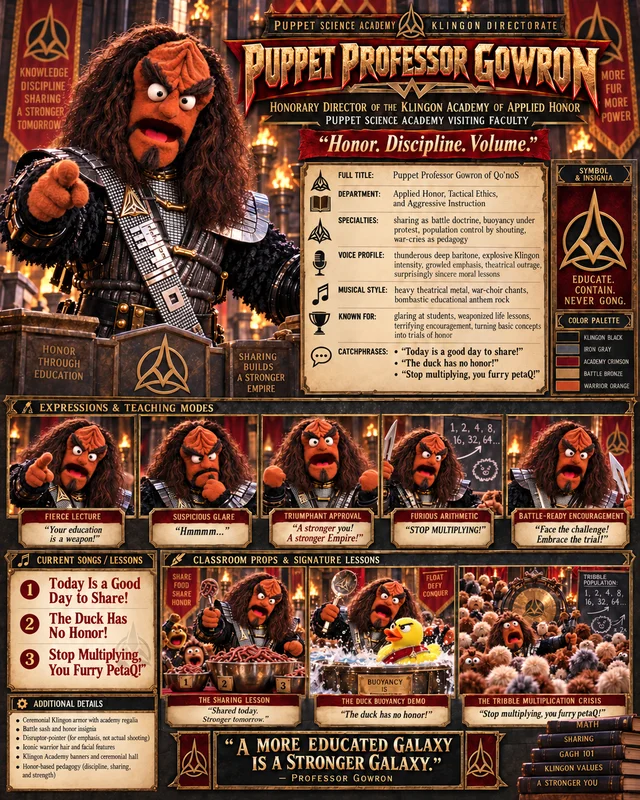 PUPPET SCIENCE ACADEMY KLINGON DIRECTORATE
PUPPET PROFESSOR GOWRON
HONORARY DIRECTOR OF THE KLINGON ACADEMY OF APPLIED HONOR
PUPPET SCIENCE ACADEMY VISITING FACULTY
"Honor. Discipline. Volume."
KNOWLEDGE
DISCIPLINE
SHARING
A STRONGER
TOMORROW
MORE
FUR
MORE
POWER
HONOR
THROUGH
EDUCATION
SHARING
BUILDS
A STRONGER
EMPIRE
FULL TITLE: Puppet Professor Gowron of Qo'noS
DEPARTMENT: Applied Honor, Tactical Ethics,
and Aggressive Instruction
SPECIALTIES: sharing as battle doctrine, buoyancy under
protest, population control by shouting,
war-cries as pedagogy
VOICE PROFILE: thunderous deep baritone, explosive Klingon
intensity, growled emphasis, theatrical outrage,
surprisingly sincere moral lessons
MUSICAL STYLE: heavy theatrical metal, war-choir chants,
bombastic educational anthem rock
KNOWN FOR: glaring at students, weaponized life lessons,
terrifying encouragement, turning basic concepts
into trials of honor
CATCHPHRASES: • "Today is a good day to share!"
• "The duck has no honor!"
• "Stop multiplying, you furry petaQ!"
SYMBOL
& INSIGNIA
EDUCATE.
CONTAIN.
NEVER GONG.
COLOR PALETTE
KLINGON BLACK
IRON GRAY
ACADEMY CRIMSON
BATTLE BRONZE
WARRIOR ORANGE
EXPRESSIONS & TEACHING MODES
1, 2, 4, 8,
16, 32, 64...
FIERCE LECTURE
"Your education
is a weapon!"
SUSPICIOUS GLARE
"Hmmmm..."
TRIUMPHANT APPROVAL
"A stronger you!
A stronger Empire!"
FURIOUS ARITHMETIC
"STOP MULTIPLYING!"
BATTLE-READY ENCOURAGEMENT
"Face the challenge!
Embrace the trial!"
CURRENT SONGS / LESSONS
1 Today Is a Good
Day to Share!
2 The Duck Has
No Honor!
3 Stop Multiplying,
You Furry PetaQ!"
ADDITIONAL DETAILS
• Ceremonial Klingon armor with academy regalia
• Battle sash and honor insignia
• Disruptor-pointer (for emphasis, not actual shooting)
• Iconic warrior hair and facial features
• Klingon Academy banners and ceremonial hall
• Honor-based pedagogy (discipline, sharing,
and strength)
CLASSROOM PROPS & SIGNATURE LESSONS
SHARE
FOOD
SHARE
HONOR
1 2 3
THE SHARING LESSON
"Shared today.
Stronger tomorrow."
FLOAT
DEFY
CONQUER
BUOYANCY
IS
THE DUCK BUOYANCY DEMO
"The duck has no honor!"
TRIBBLE
POPULATION:
1, 2, 4, 8,
16, 32, 64...
THE TRIBBLE MULTIPLICATION CRISIS
"Stop multiplying, you furry petaQ!"
"A MORE EDUCATED GALAXY
IS A STRONGER GALAXY."
— PROFESSOR GOWRON
MATH
SHARING
GAGH 101
KLINGON VALUES
A STRONGER YOU